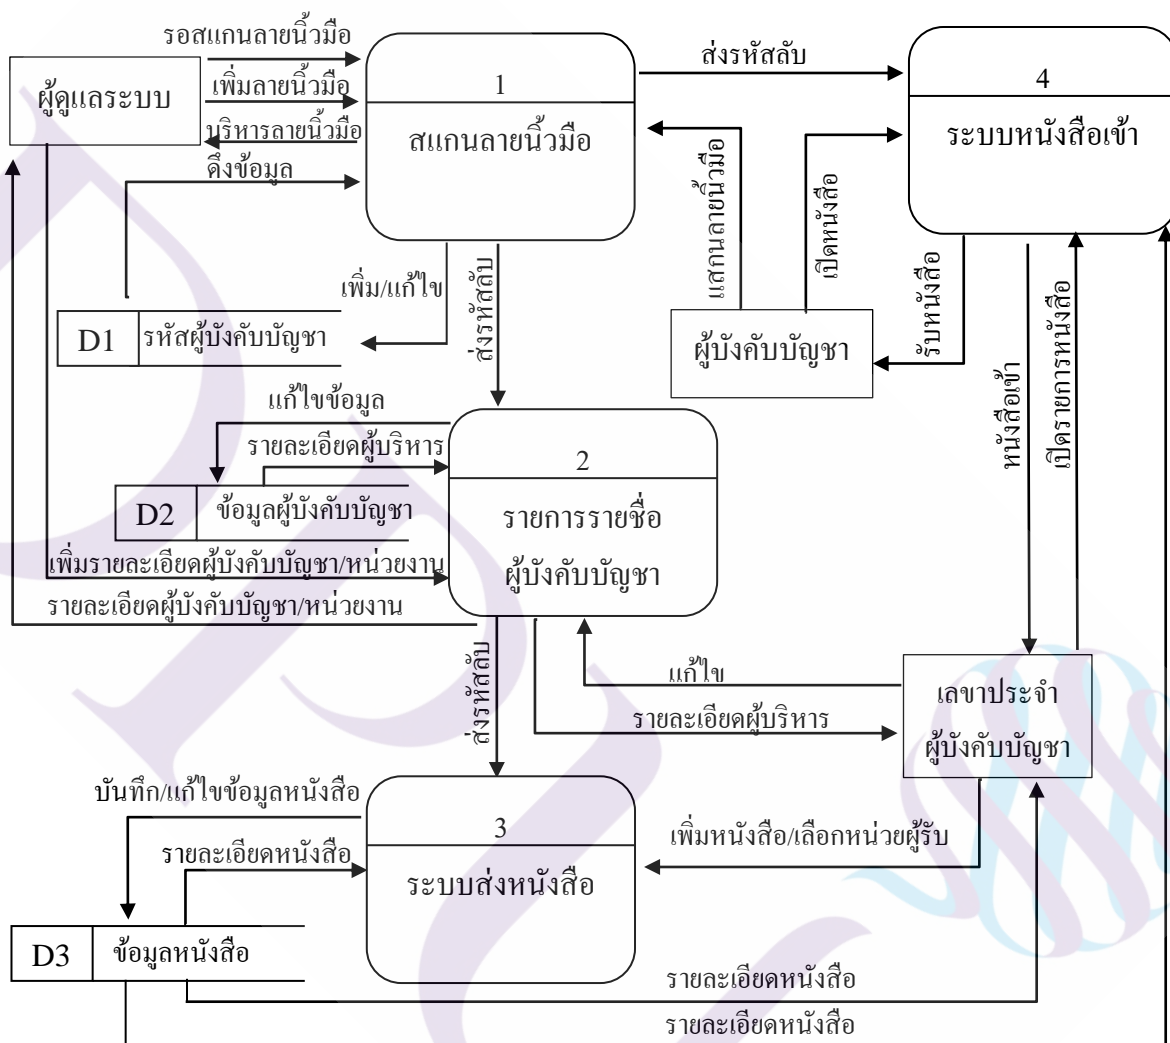 รอสแกนลายนิ้วมือ
ผู้ดูแลระบบ
เพิ่มลายนิ้วมือ
บริหารลายนิ้วมือ
ดึงข้อมูล
1
สแกนลายนิ้วมือ
ส่งรหัสลับ
4
ระบบหนังสือเข้า
แสกนลายนิ้วมือ
เปิดหนังสือ
เพิ่ม/แก้ไข
ส่งรหัสลับ
รับหนังสือ
D1 รหัสผู้บังคับบัญชา
ผู้บังคับบัญชา
หนังสือเข้า
เปิดรายการหนังสือ
แก้ไขข้อมูล
รายละเอียดผู้บริหาร
D2 ข้อมูลผู้บังคับบัญชา
2
รายการรายชื่อ
ผู้บังคับบัญชา
เพิ่มรายละเอียดผู้บังคับบัญชา/หน่วยงาน
รายละเอียดผู้บังคับบัญชา/หน่วยงาน
ส่งรหัสลับ
แก้ไข
รายละเอียดผู้บริหาร
เลขาประจำ
ผู้บังคับบัญชา
บันทึก/แก้ไขข้อมูลหนังสือ
รายละเอียดหนังสือ
3
ระบบส่งหนังสือ
เพิ่มหนังสือ/เลือกหน่วยผู้รับ
D3 ข้อมูลหนังสือ
รายละเอียดหนังสือ
รายละเอียดหนังสือ